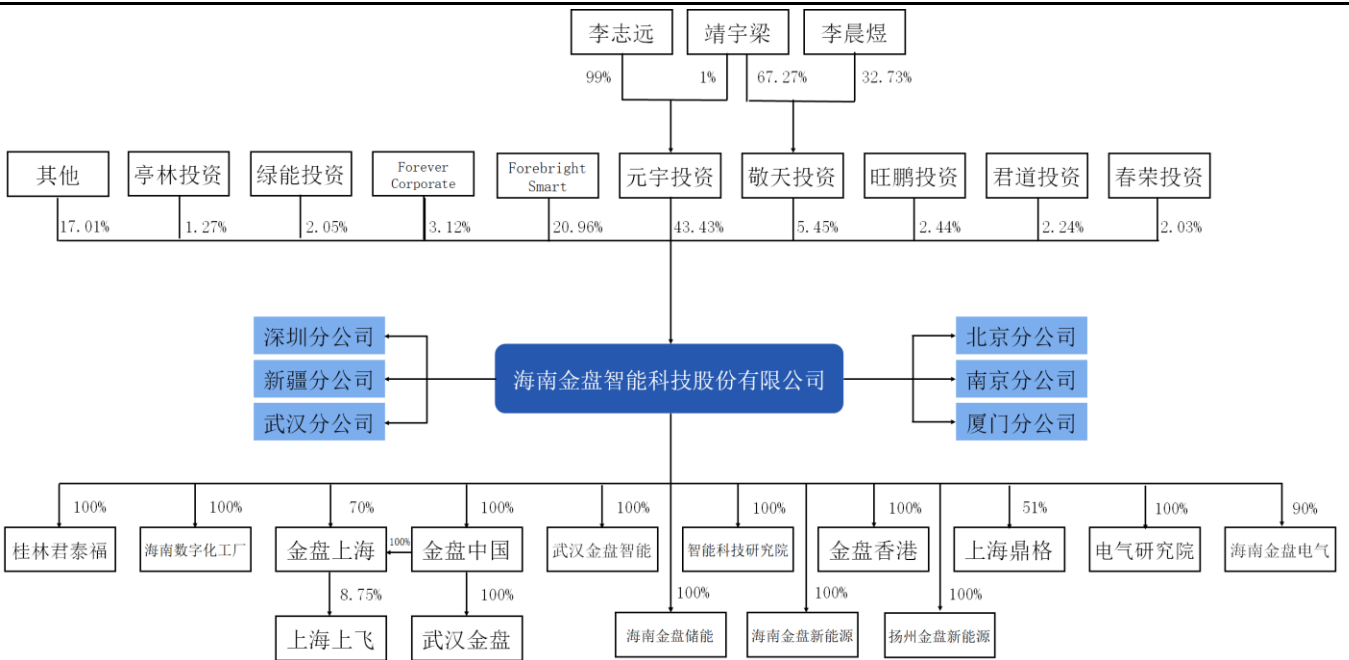 李志远
靖宇梁
李晨煜
99%
1%
67.27%
32.73%
其他
亭林投资
绿能投资
Forever
Corporate
Forebright
Smart
元宇投资
敬天投资
旺鹏投资
君道投资
春荣投资
17.01%
1.27%
2.05%
3.12%
20.96%
43.43%
5.45%
2.44%
2.24%
2.03%
深圳分公司
新疆分公司
武汉分公司
海南金盘智能科技股份有限公司
北京分公司
南京分公司
厦门分公司
100%
100%
70%
100%
100%
100%
100%
51%
100%
90%
桂林君泰福
海南数字化工厂
金盘上海
100%
金盘中国
武汉金盘智能
智能科技研究院
金盘香港
上海鼎格
电气研究院
海南金盘电气
8.75%
100%
100%
100%
100%
上海上飞
武汉金盘
海南金盘储能
海南金盘新能源
扬州金盘新能源